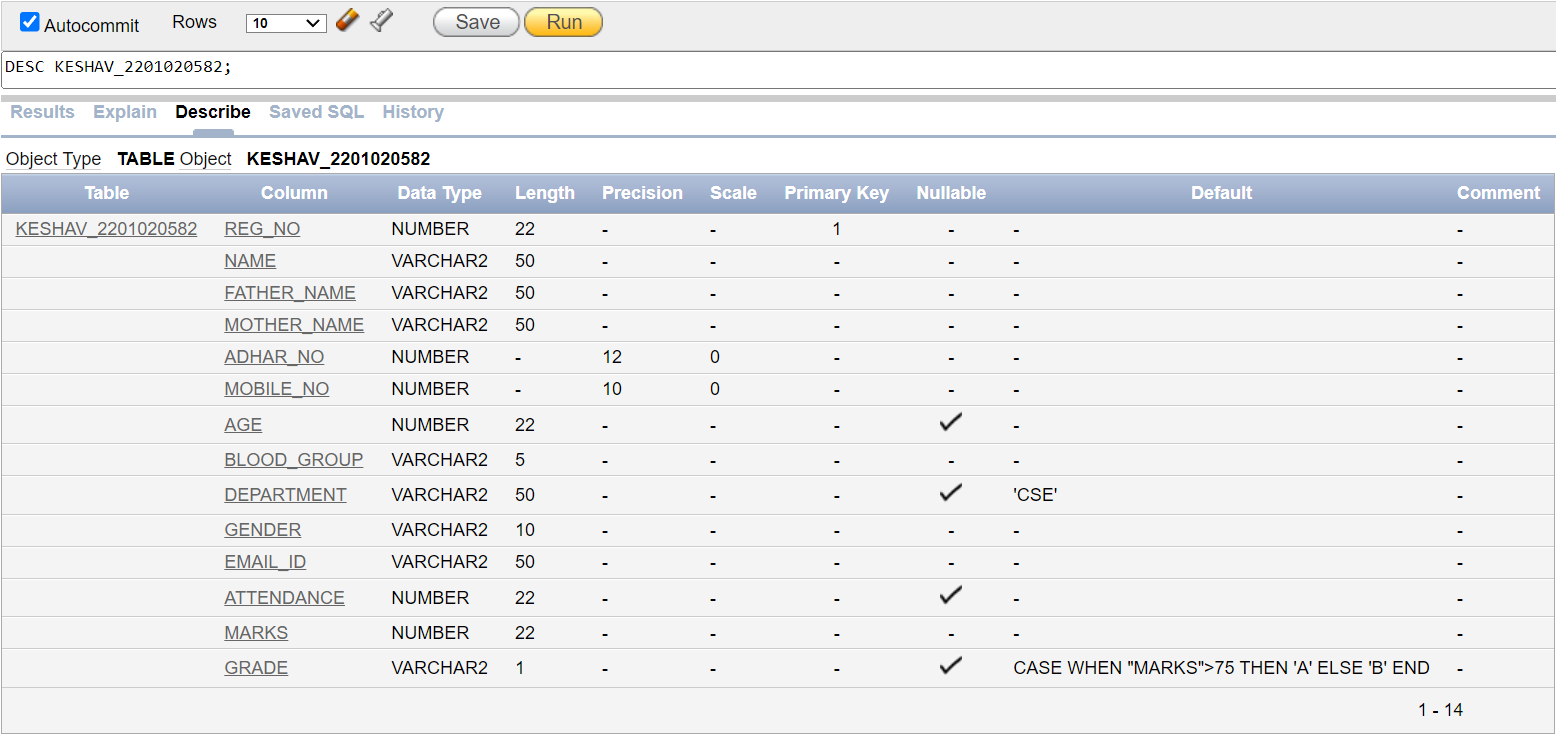 Autocommit Rows 10 Save Run
DESC KESHAV_2201020582;
Results Explain Describe Saved SQL History
Object Type TABLE Object KESHAV_2201020582
Table Column Data Type Length Precision Scale Primary Key Nullable Default Comment
KESHAV_2201020582 REG_NO NUMBER 22 - - 1 - - -
NAME VARCHAR2 50 - - - - - -
FATHER_NAME VARCHAR2 50 - - - - - -
MOTHER_NAME VARCHAR2 50 - - - - - -
ADHAR_NO NUMBER - 12 0 - - - -
MOBILE_NO NUMBER - 10 0 - - - -
AGE NUMBER 22 - - - ✓ - -
BLOOD_GROUP VARCHAR2 5 - - - - - -
DEPARTMENT VARCHAR2 50 - - - ✓ 'CSE' -
GENDER VARCHAR2 10 - - - - - -
EMAIL_ID VARCHAR2 50 - - - - - -
ATTENDANCE NUMBER 22 - - - ✓ - -
MARKS NUMBER 22 - - - - - -
GRADE VARCHAR2 1 - - - ✓ CASE WHEN "MARKS">75 THEN 'A' ELSE 'B' END -
1 - 14